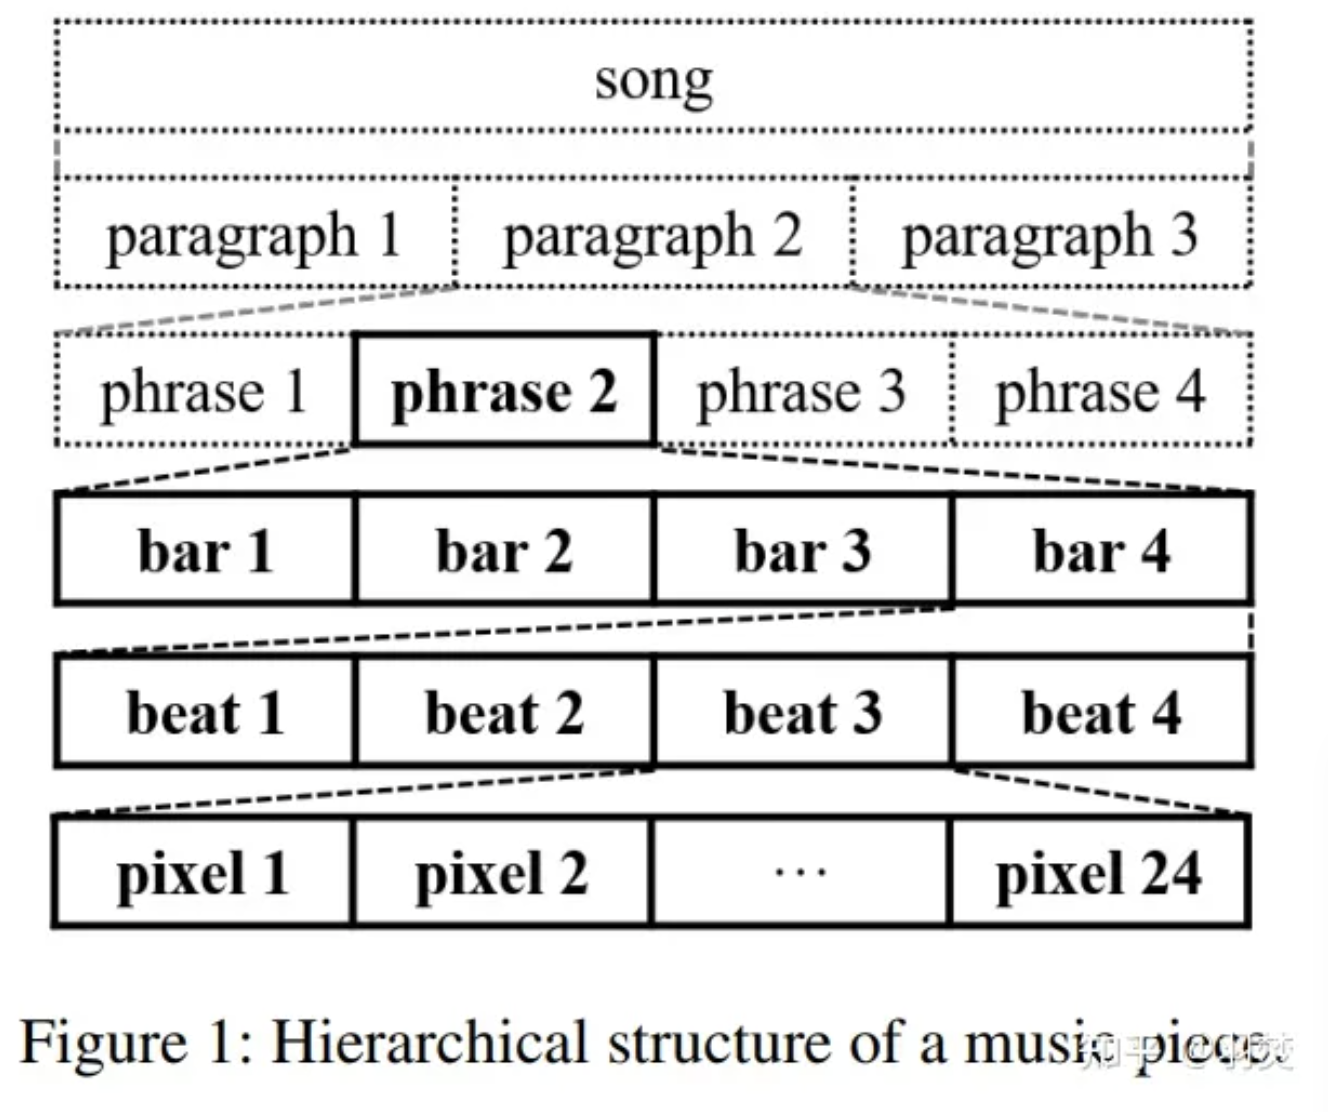 song
paragraph 1 paragraph 2 paragraph 3
phrase 1 phrase 2 phrase 3 phrase 4
bar 1 bar 2 bar 3 bar 4
beat 1 beat 2 beat 3 beat 4
pixel 1 pixel 2 ... pixel 24
Figure 1: Hierarchical structure of a music piece.
知乎